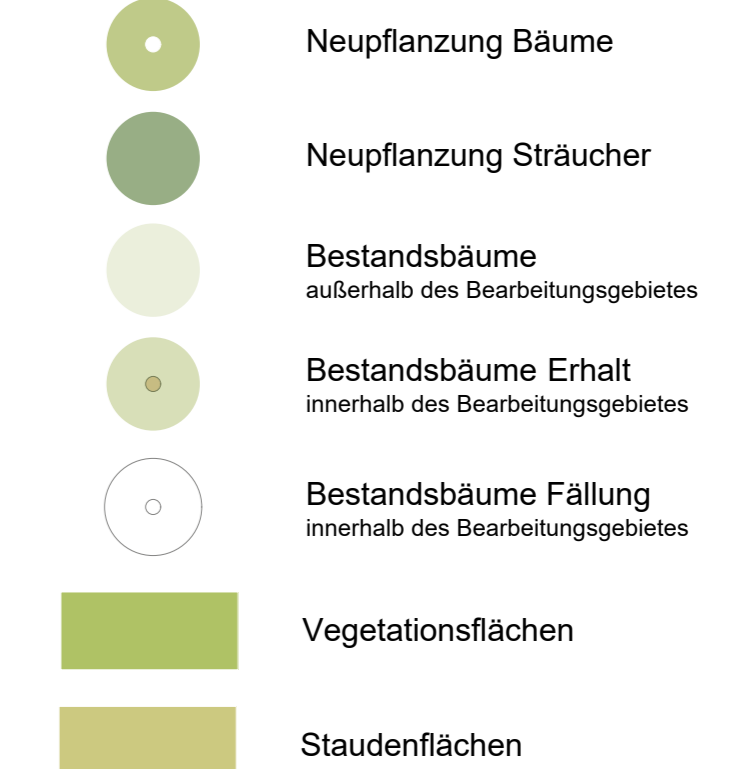 Neupflanzung Bäume
Neupflanzung Sträucher
Bestandsbäume
außerhalb des Bearbeitungsgebietes
Bestandsbäume Erhalt
innerhalb des Bearbeitungsgebietes
Bestandsbäume Fällung
innerhalb des Bearbeitungsgebietes
Vegetationsflächen
Staudenflächen